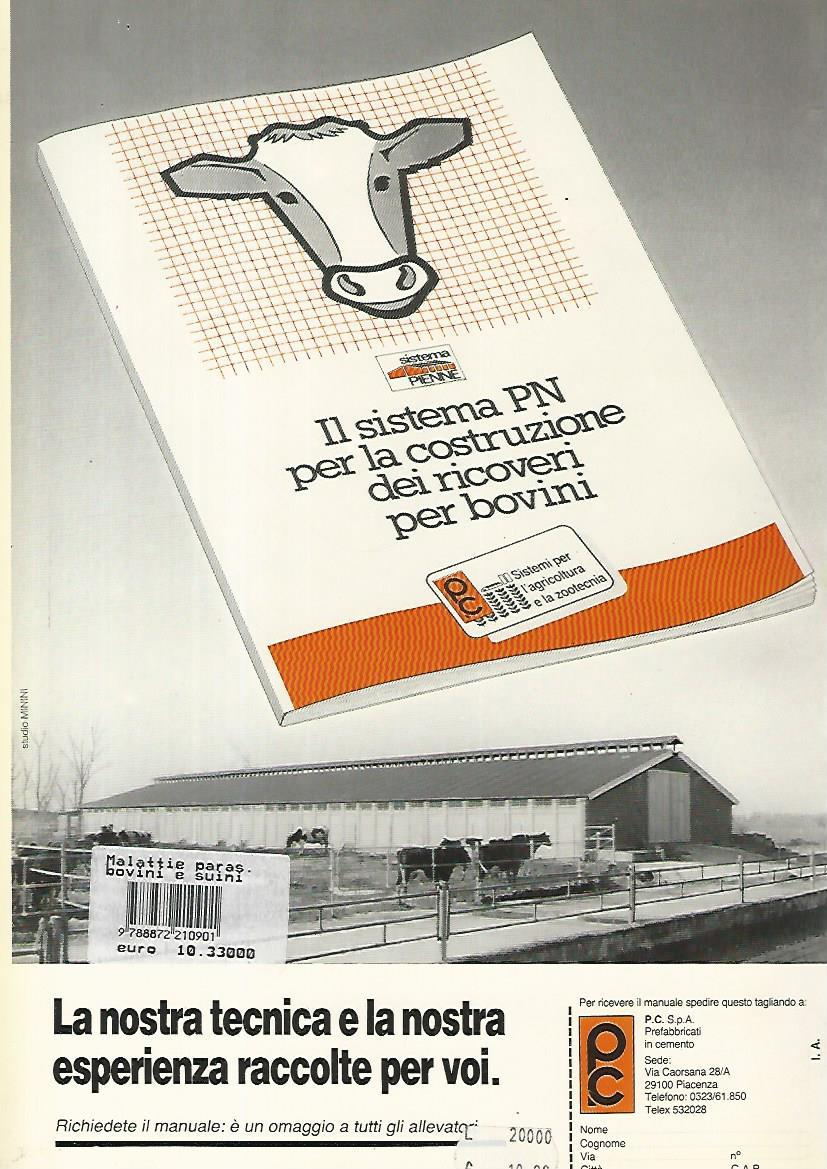 sistema
PIENNE
Il sistema PN
per la costruzione
dei ricoveri
per bovini
PC
Sistemi per
l'agricoltura
e la zootecnia
studio MININI
Malattie paras.
bovini e suini
9 788872 210901
euro 10.33000
La nostra tecnica e la nostra
esperienza raccolte per voi.
Richiedete il manuale: è un omaggio a tutti gli allevatori
L 20000
Per ricevere il manuale spedire questo tagliando a:
PC
P.C. S.p.A.
Prefabbricati
in cemento
Sede:
Via Caorsana 28/A
29100 Piacenza
Telefono: 0323/61.850
Telex 532028
I. A.
Nome
Cognome
Via n°
Città C.A.P.